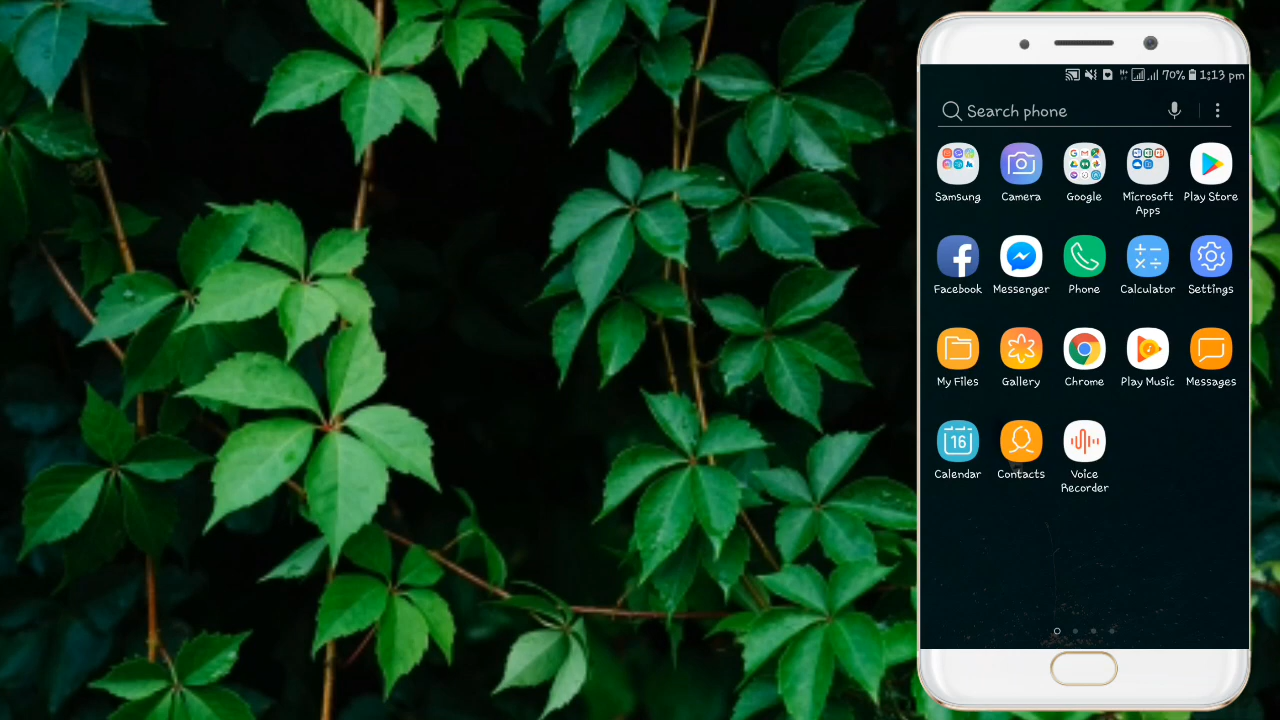 70% 1:13 pm
Search phone
Samsung
Camera
Google
Microsoft
Apps
Play Store
Facebook
Messenger
Phone
Calculator
Settings
My Files
Gallery
Chrome
Play Music
Messages
16
Calendar
Contacts
Voice
Recorder